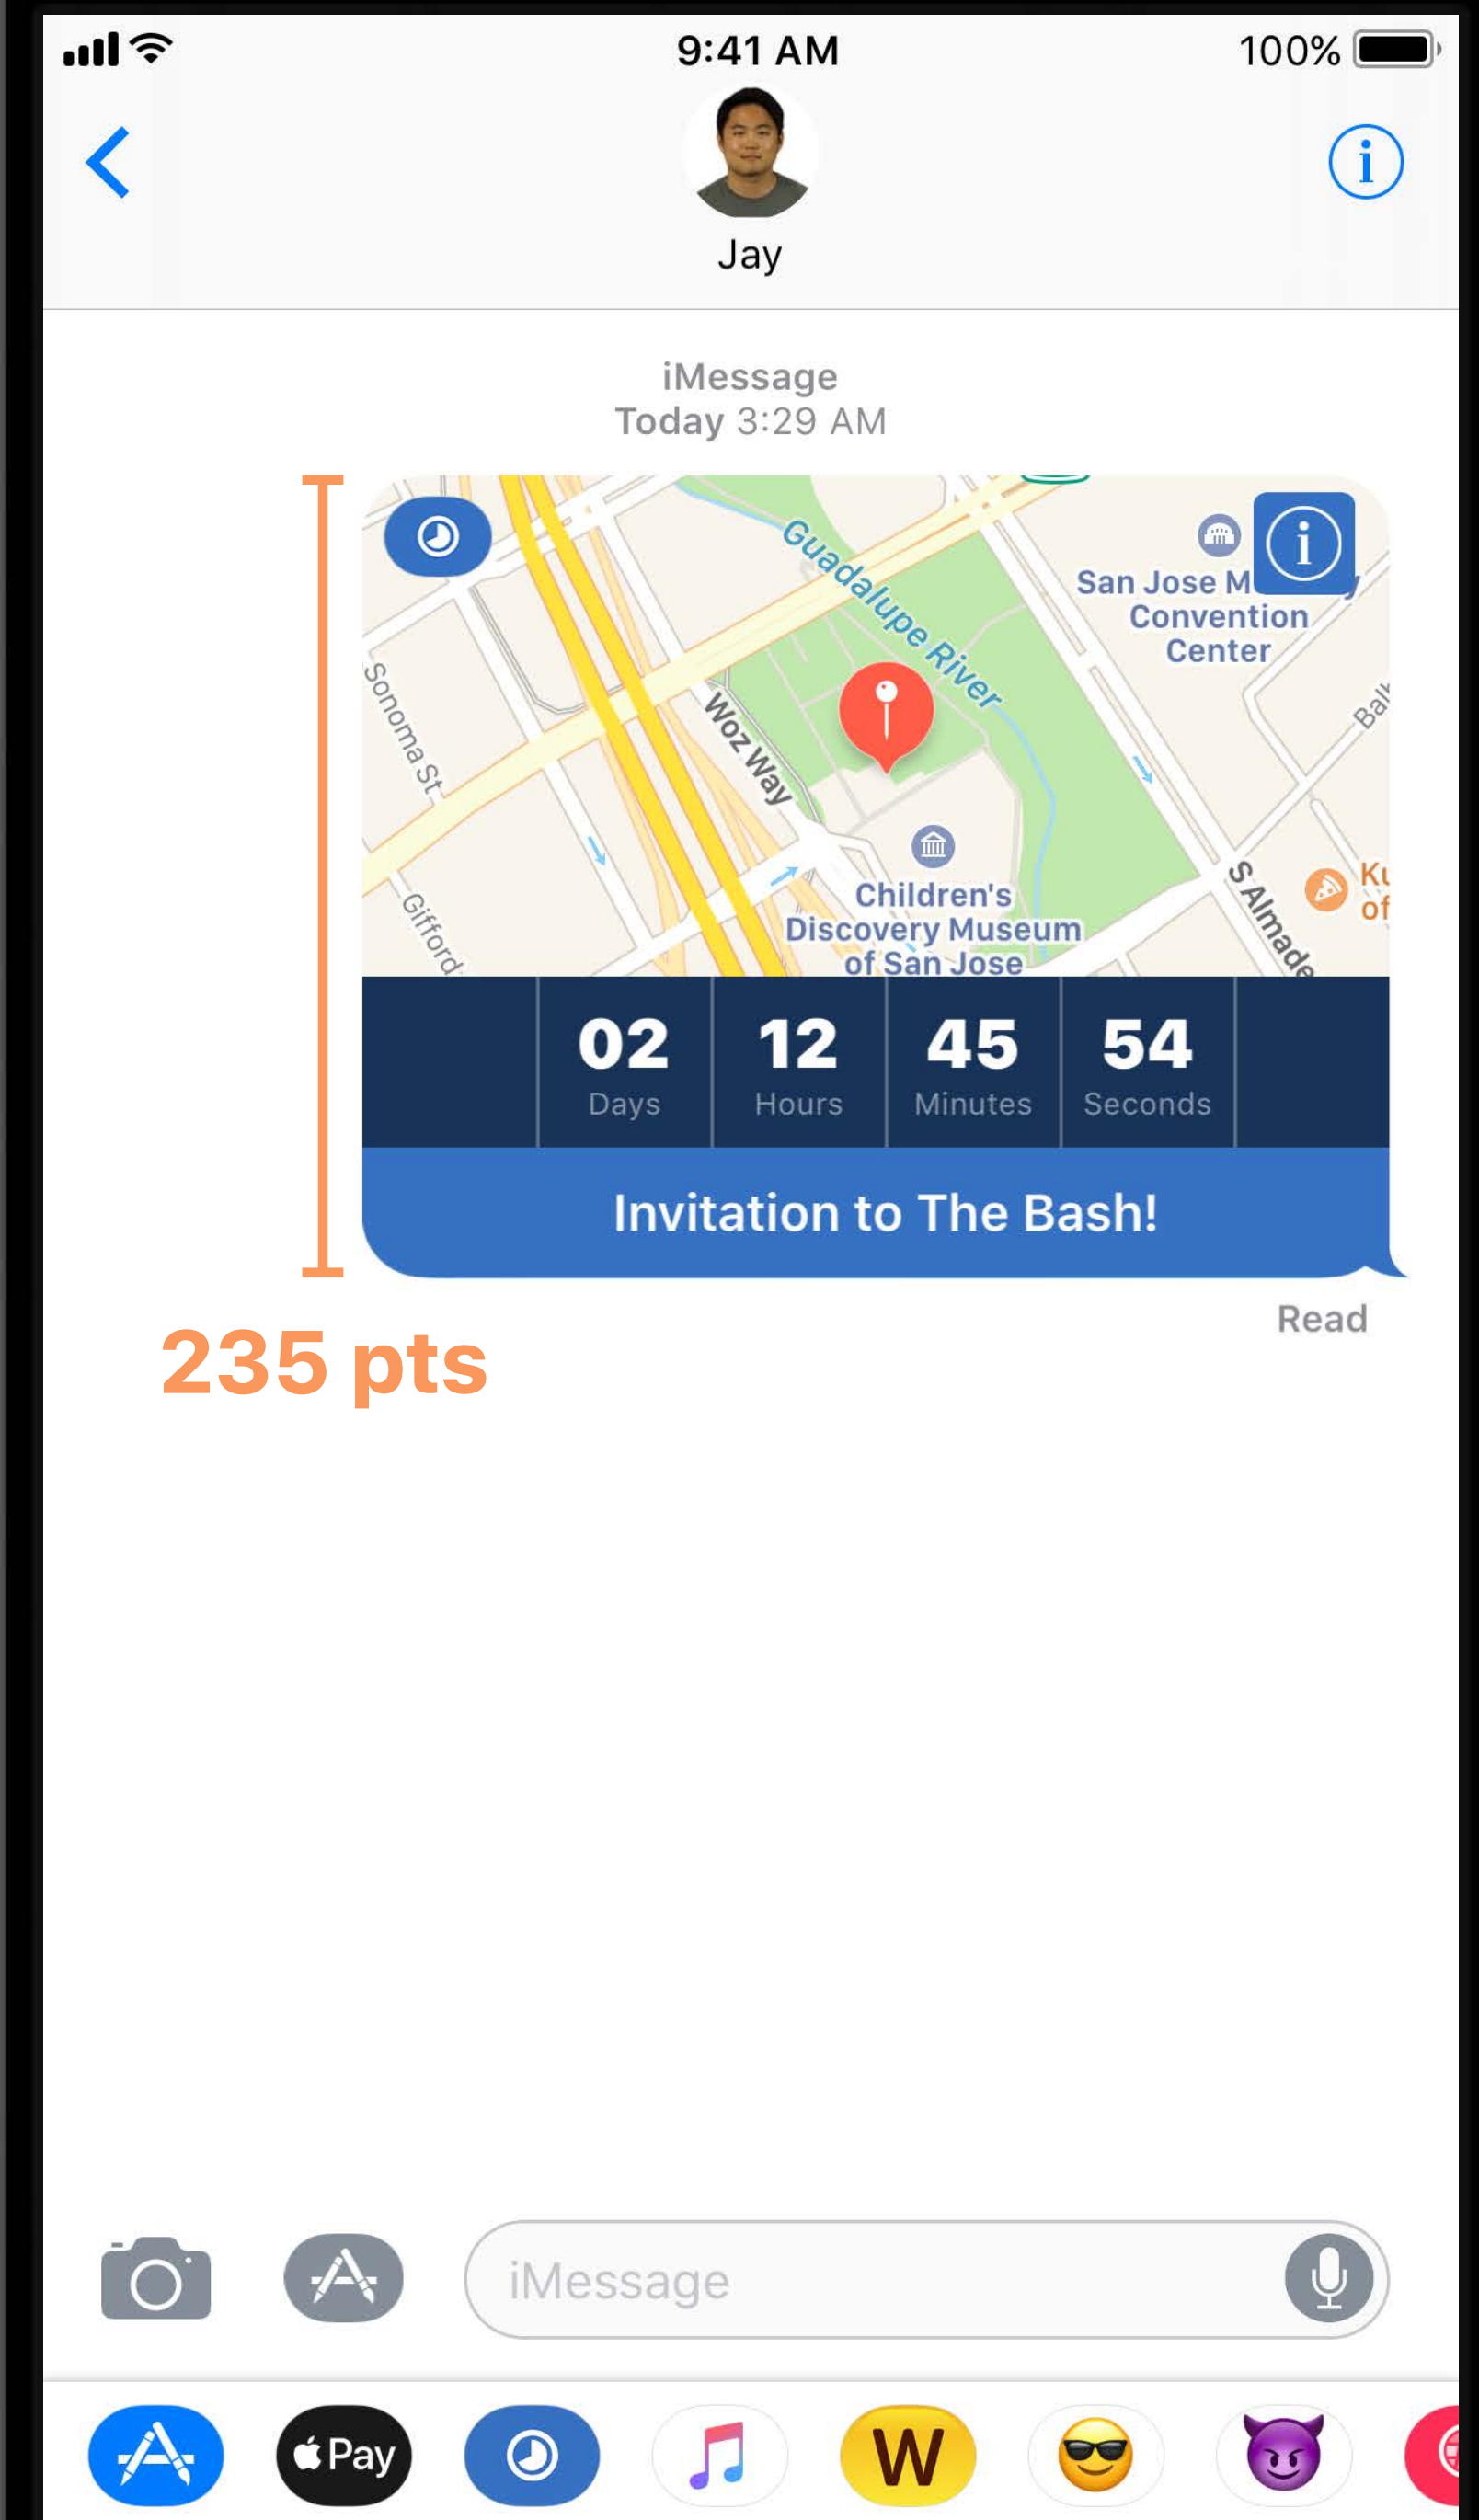 9:41 AM
100%
Jay
iMessage
Today 3:29 AM
Guadalupe River
San Jose M
Convention
Center
Sonoma St
Woz Way
Balk
Children's
Discovery Museum
of San Jose
Gifford
S Almade
of
02 12 45 54
Days Hours Minutes Seconds
Invitation to The Bash!
Read
235 pts
iMessage
Pay
W